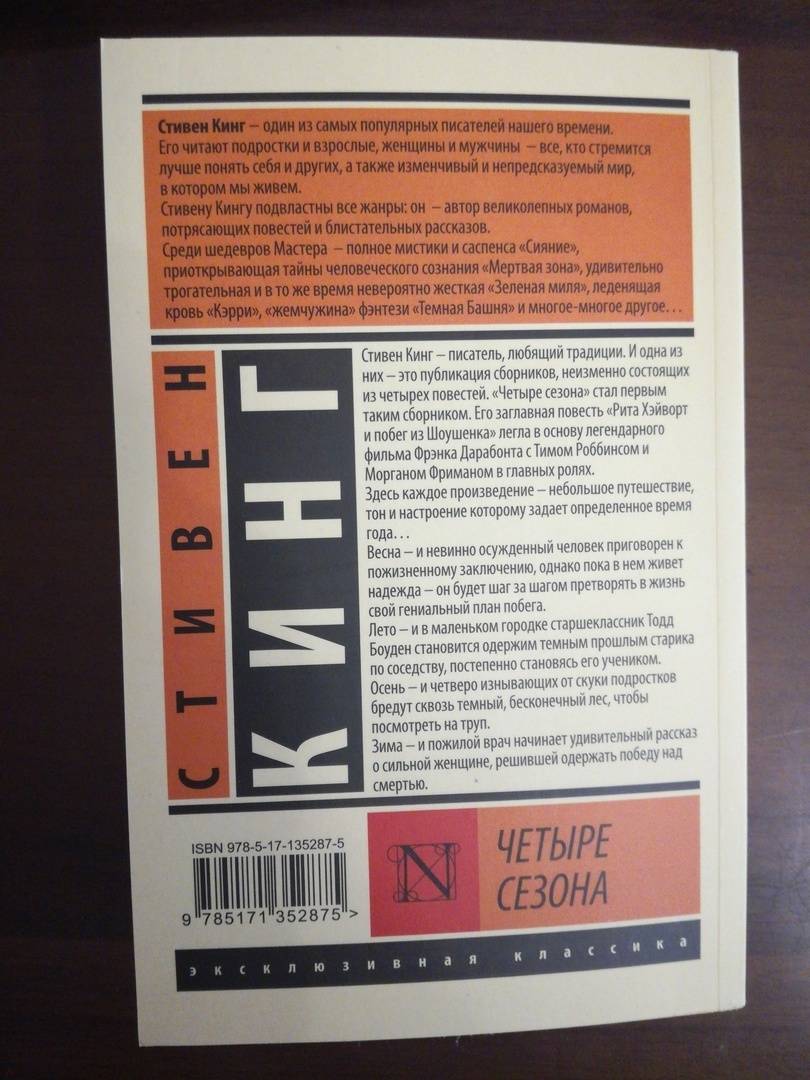 Стивен Кинг – один из самых популярных писателей нашего времени.
Его читают подростки и взрослые, женщины и мужчины – все, кто стремится
лучше понять себя и других, а также изменчивый и непредсказуемый мир,
в котором мы живем.
Стивену Кингу подвластны все жанры: он – автор великолепных романов,
потрясающих повестей и блистательных рассказов.
Среди шедевров Мастера – полное мистики и саспенса «Сияние»,
приоткрывающая тайны человеческого сознания «Мертвая зона», удивительно
трогательная и в то же время невероятно жесткая «Зеленая миля», леденящая
кровь «Кэрри», «жемчужина» фэнтези «Темная Башня» и многое-многое другое…
СТИВЕН
КИНГ
Стивен Кинг – писатель, любящий традиции. И одна из
них – это публикация сборников, неизменно состоящих
из четырех повестей. «Четыре сезона» стал первым
таким сборником. Его заглавная повесть «Рита Хэйворт
и побег из Шоушенка» легла в основу легендарного
фильма Фрэнка Дарабонта с Тимом Роббинсом и
Морганом Фриманом в главных ролях.
Здесь каждое произведение – небольшое путешествие,
тон и настроение которому задает определенное время
года…
Весна – и невинно осужденный человек приговорен к
пожизненному заключению, однако пока в нем живет
надежда – он будет шаг за шагом претворять в жизнь
свой гениальный план побега.
Лето – и в маленьком городке старшеклассник Тодд
Боуден становится одержим темным прошлым старика
по соседству, постепенно становясь его учеником.
Осень – и четверо изнывающих от скуки подростков
бредут сквозь темный, бесконечный лес, чтобы
посмотреть на труп.
Зима – и пожилой врач начинает удивительный рассказ
о сильной женщине, решившей одержать победу над
смертью.
ISBN 978-5-17-135287-5
9 785171 352875 >
N
ЧЕТЫРЕ
СЕЗОНА
эксклюзивная классика